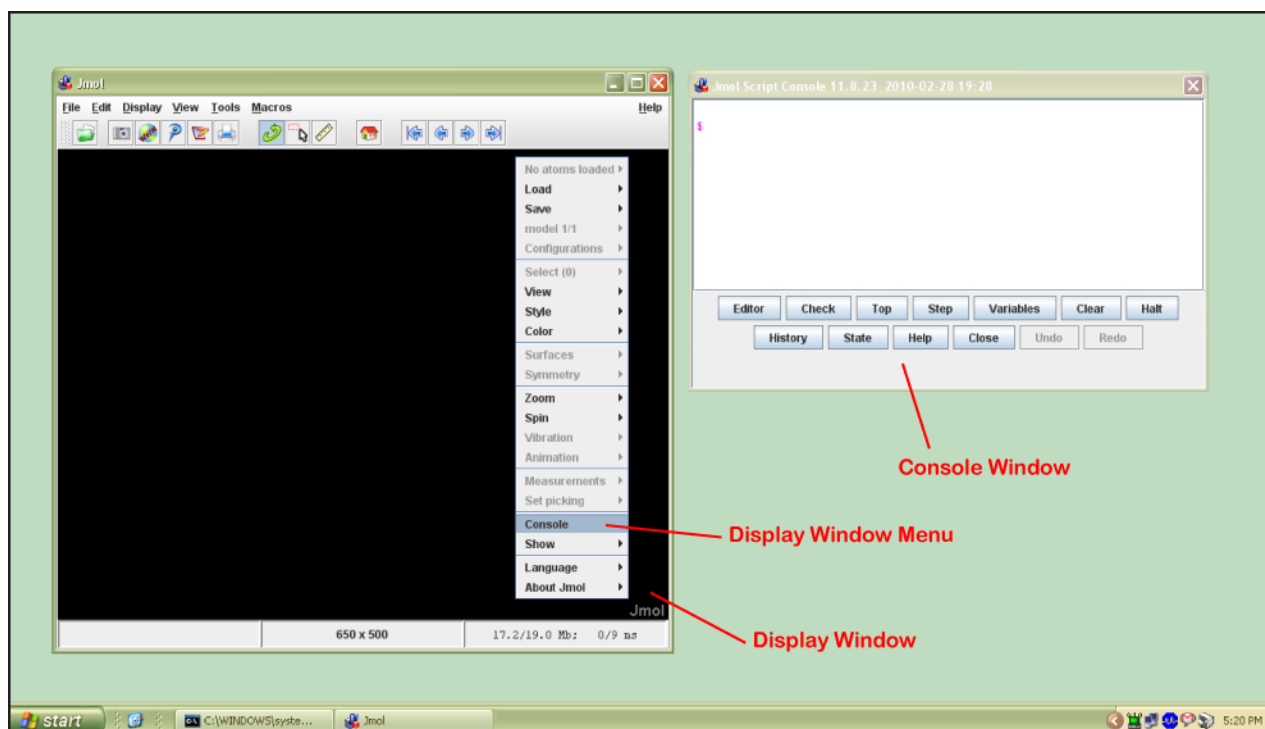 Jmol
File Edit Display View Tools Macros Help
No atoms loaded
Load
Save
model 1/1
Configurations
Select (0)
View
Style
Color
Surfaces
Symmetry
Zoom
Spin
Vibration
Animation
Measurements
Set picking
Console
Show
Language
About Jmol
Jmol
650 x 500 17.2/19.0 Mb; 0/9 ms
Jmol Script Console 11.8.23 2010-02-28 19:28
$
Editor Check Top Step Variables Clear Halt
History State Help Close Undo Redo
Console Window
Display Window Menu
Display Window
start C:\WINDOWS\syste... Jmol 5:20 PM